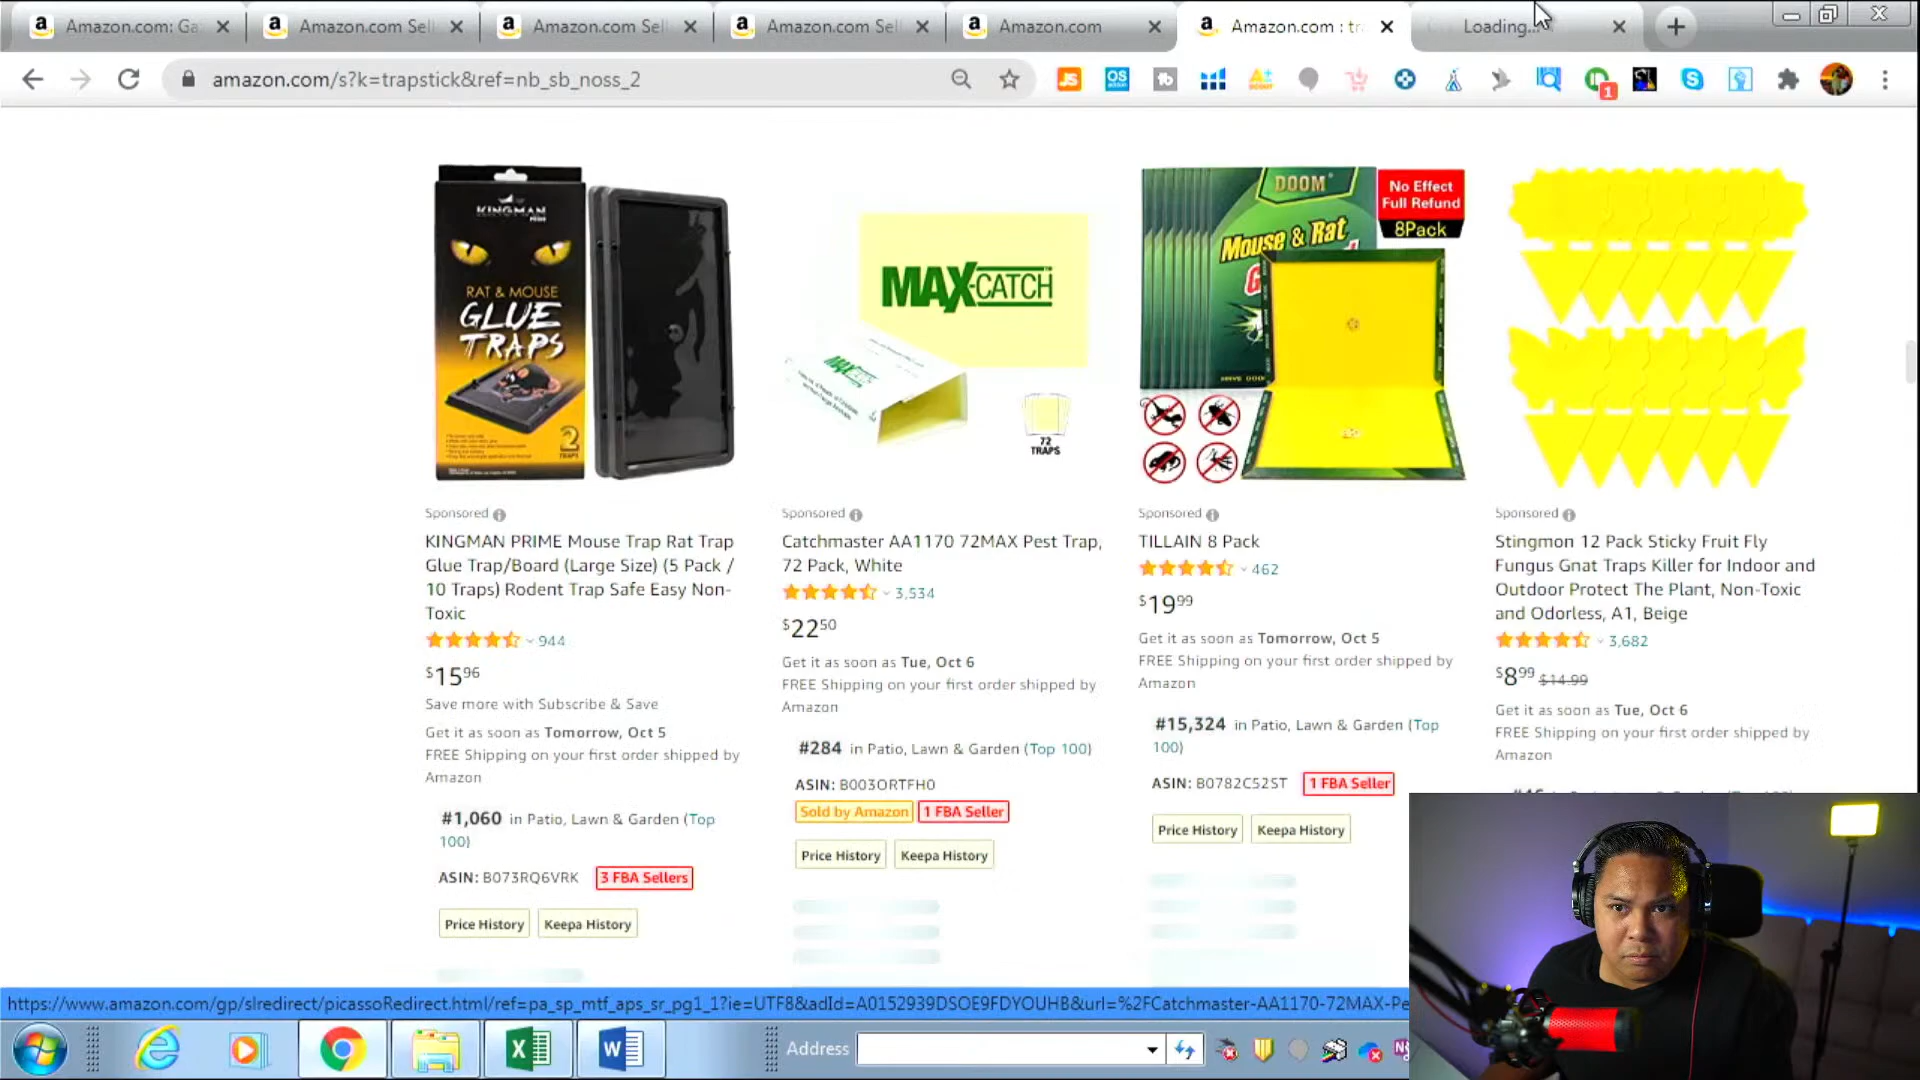 Amazon.com: Ga
Amazon.com Sel
Amazon.com Sel
Amazon.com Sel
Amazon.com
Amazon.com : tr
Loading...
amazon.com/s?k=trapstick&ref=nb_sb_noss_2
KINGMAN
RAT & MOUSE
GLUE
TRAPS
2
TRAPS
MAX-CATCH
MAX-CATCH
72
TRAPS
DOOM
Mouse & Rat
No Effect
Full Refund
8Pack
Sponsored
KINGMAN PRIME Mouse Trap Rat Trap
Glue Trap/Board (Large Size) (5 Pack /
10 Traps) Rodent Trap Safe Easy Non-
Toxic
944
$15 96
Save more with Subscribe & Save
Get it as soon as Tomorrow, Oct 5
FREE Shipping on your first order shipped by
Amazon
#1,060 in Patio, Lawn & Garden (Top
100)
ASIN: B073RQ6VRK 3 FBA Sellers
Price History Keepa History
Sponsored
Catchmaster AA1170 72MAX Pest Trap,
72 Pack, White
3,534
$22 50
Get it as soon as Tue, Oct 6
FREE Shipping on your first order shipped by
Amazon
#284 in Patio, Lawn & Garden (Top 100)
ASIN: B003ORTFH0
Sold by Amazon 1 FBA Seller
Price History Keepa History
Sponsored
TILLAIN 8 Pack
462
$19 99
Get it as soon as Tomorrow, Oct 5
FREE Shipping on your first order shipped by
Amazon
#15,324 in Patio, Lawn & Garden (Top
100)
ASIN: B0782C52ST 1 FBA Seller
Price History Keepa History
Sponsored
Stingmon 12 Pack Sticky Fruit Fly
Fungus Gnat Traps Killer for Indoor and
Outdoor Protect The Plant, Non-Toxic
and Odorless, A1, Beige
3,682
$8 99 $14.99
Get it as soon as Tue, Oct 6
FREE Shipping on your first order shipped by
Amazon
https://www.amazon.com/gp/slredirect/picassoRedirect.html/ref=pa_sp_mtf_aps_sr_pg1_1?ie=UTF8&adId=A0152939DSOE9FDYOUHB&url=%2FCatchmaster-AA1170-72MAX-Pe
Address